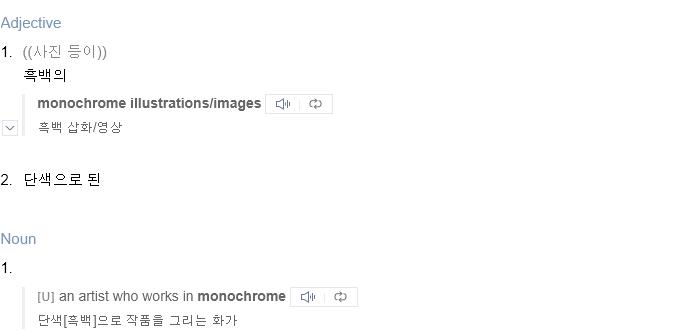 Adjective
1. ((사진 등이))
흑백의
monochrome illustrations/images
흑백 삽화/영상
2. 단색으로 된
Noun
1.
[U] an artist who works in monochrome
단색[흑백]으로 작품을 그리는 화가